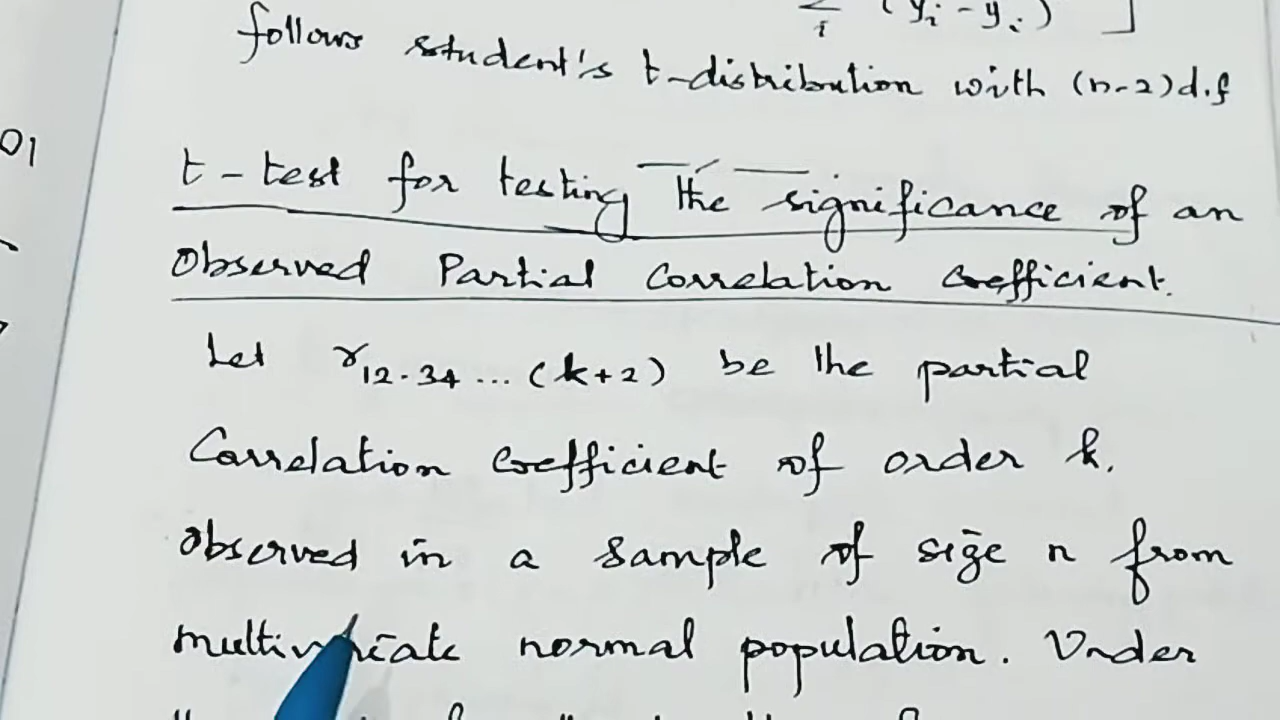 Σ (yᵢ - yᵢ) ]
i
follows student's t-distribution with (n-2) d.f
01
t - test for testing the significance of an
Observed Partial Correlation Coefficient.
Let r₁₂.₃₄...(k+2) be the partial
Correlation Coefficient of order k.
observed in a sample of size n from
multivariate normal population. Under